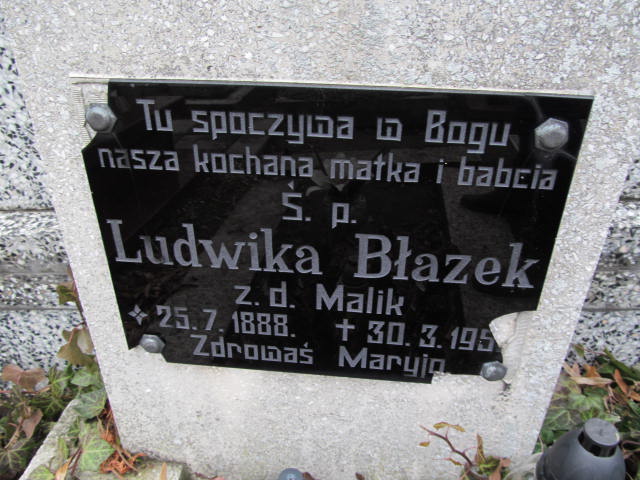 Tu spoczywa w Bogu
nasza kochana matka i babcia
Ś. p.
Ludwika Błazek
z. d. Malik
25. 7. 1888. † 30. 3. 195
Zdrowaś Maryjo